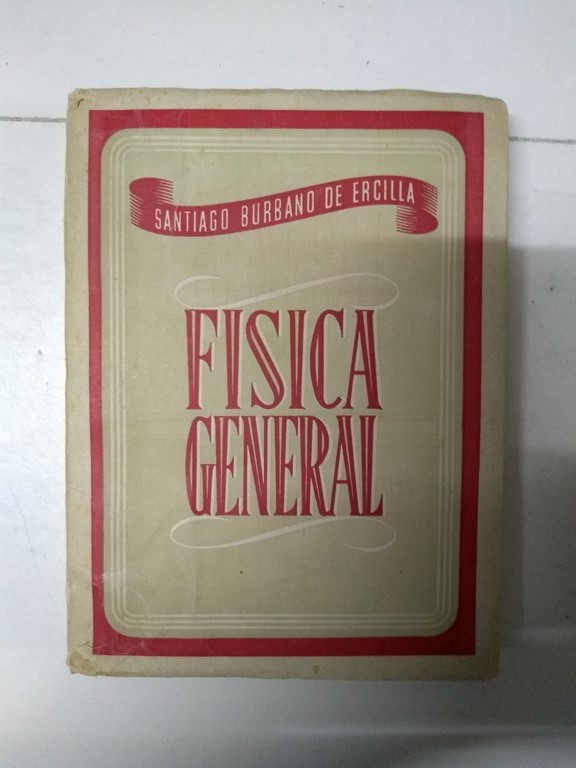 SANTIAGO BURBANO DE ERCILLA
FISICA
GENERAL